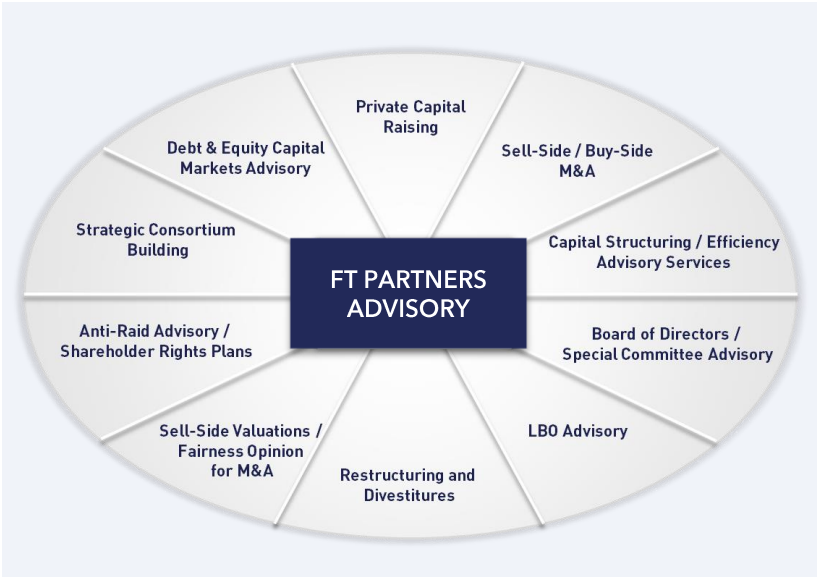 Private Capital
Raising
Sell-Side / Buy-Side
M&A
Capital Structuring / Efficiency
Advisory Services
Board of Directors /
Special Committee Advisory
LBO Advisory
Restructuring and
Divestitures
Sell-Side Valuations /
Fairness Opinion
for M&A
Anti-Raid Advisory /
Shareholder Rights Plans
Strategic Consortium
Building
Debt & Equity Capital
Markets Advisory
FT PARTNERS
ADVISORY